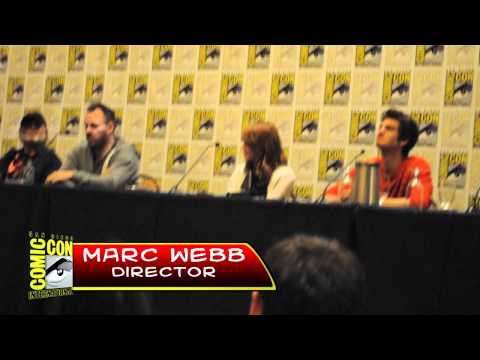 SAN DIEGO
COMIC CON
INTERNATIONAL
MARC WEBB
DIRECTOR